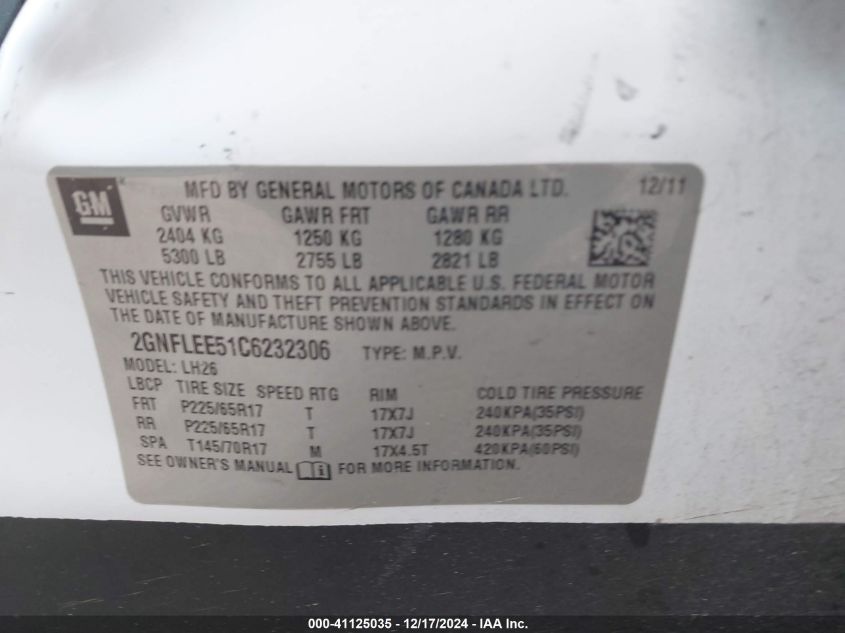 GM
MFD BY GENERAL MOTORS OF CANADA LTD. 12/11
GVWR GAWR FRT GAWR RR
2404 KG 1250 KG 1280 KG
5300 LB 2755 LB 2821 LB
THIS VEHICLE CONFORMS TO ALL APPLICABLE U.S. FEDERAL MOTOR
VEHICLE SAFETY AND THEFT PREVENTION STANDARDS IN EFFECT ON
THE DATE OF MANUFACTURE SHOWN ABOVE.
2GNFLEE51C6232306 TYPE: M.P.V.
MODEL: LH26
LBCP TIRE SIZE SPEED RTG RIM COLD TIRE PRESSURE
FRT P225/65R17 T 17X7J 240KPA(35PSI)
RR P225/65R17 T 17X7J 240KPA(35PSI)
SPA T145/70R17 M 17X4.5T 420KPA(60PSI)
SEE OWNER'S MANUAL FOR MORE INFORMATION.
000-41125035 - 12/17/2024 - IAA Inc.